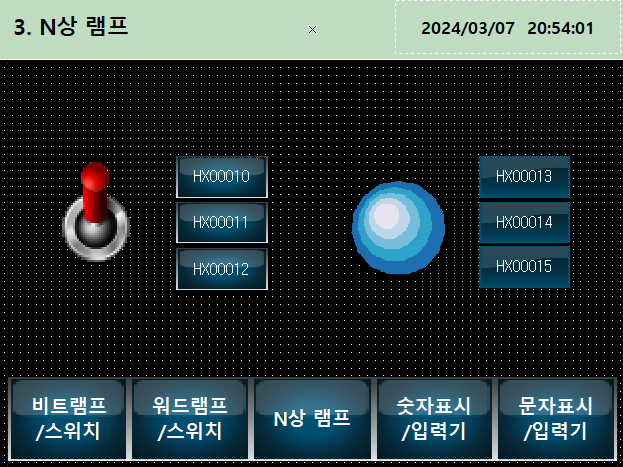 3. N상 램프
2024/03/07 20:54:01
HX00010
HX00013
HX00011
HX00014
HX00012
HX00015
비트램프
/스위치
워드램프
/스위치
N상 램프
숫자표시
/입력기
문자표시
/입력기